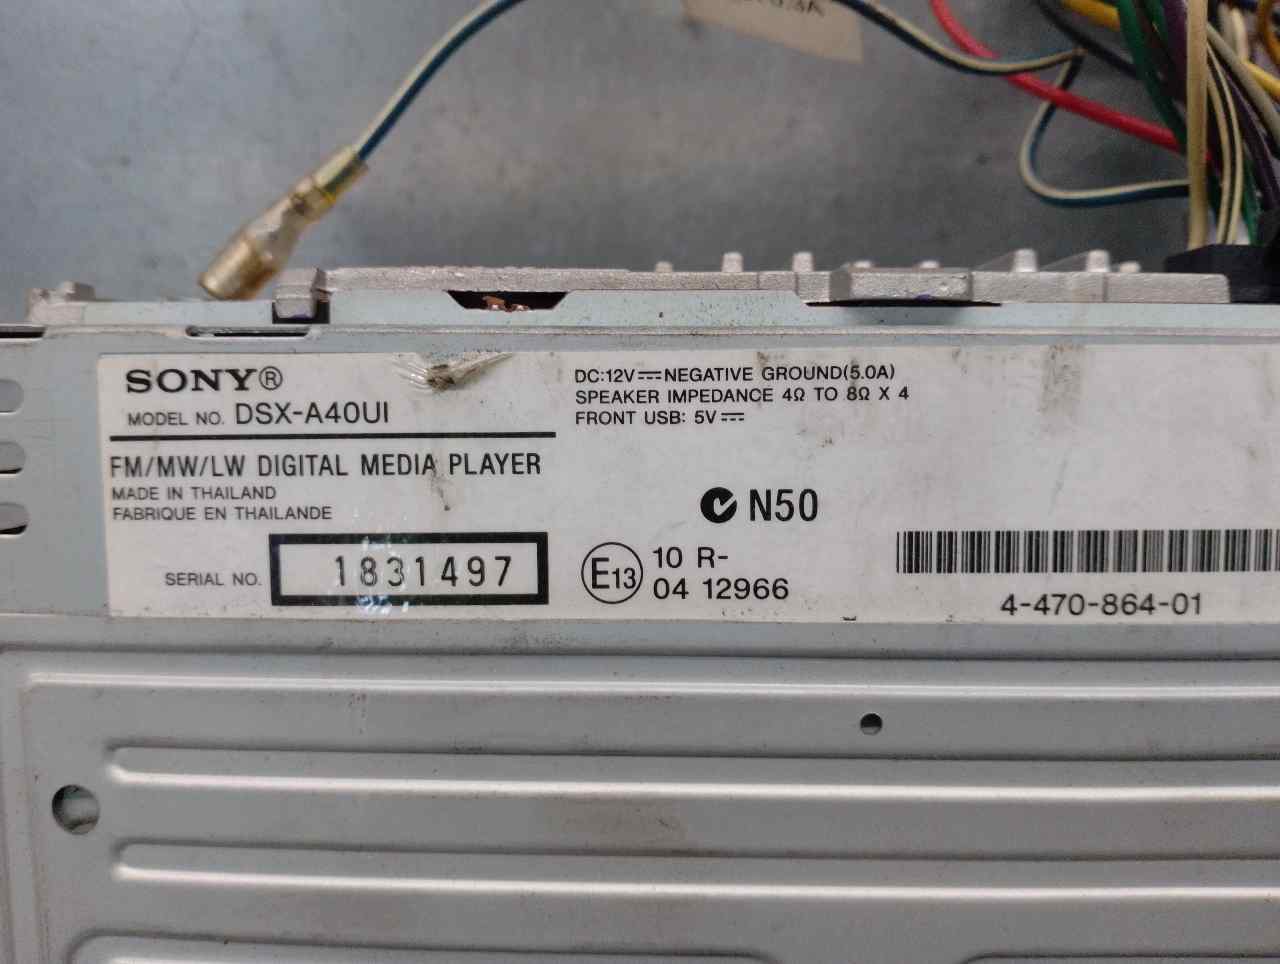 SONY®
MODEL NO. DSX-A40UI
FM/MW/LW DIGITAL MEDIA PLAYER
MADE IN THAILAND
FABRIQUE EN THAILANDE
SERIAL NO. 1831497
DC:12V⎓NEGATIVE GROUND(5.0A)
SPEAKER IMPEDANCE 4Ω TO 8Ω X 4
FRONT USB: 5V⎓
N50
E13 10 R-
04 12966
4-470-864-01